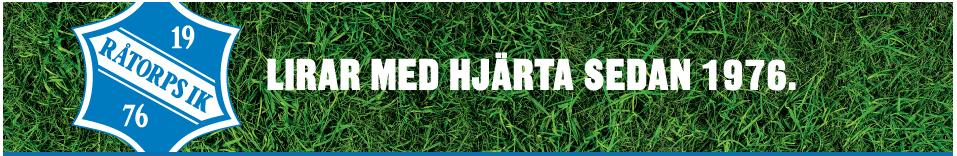 19
RÅTORPS IK
76
LIRAR MED HJÄRTA SEDAN 1976.